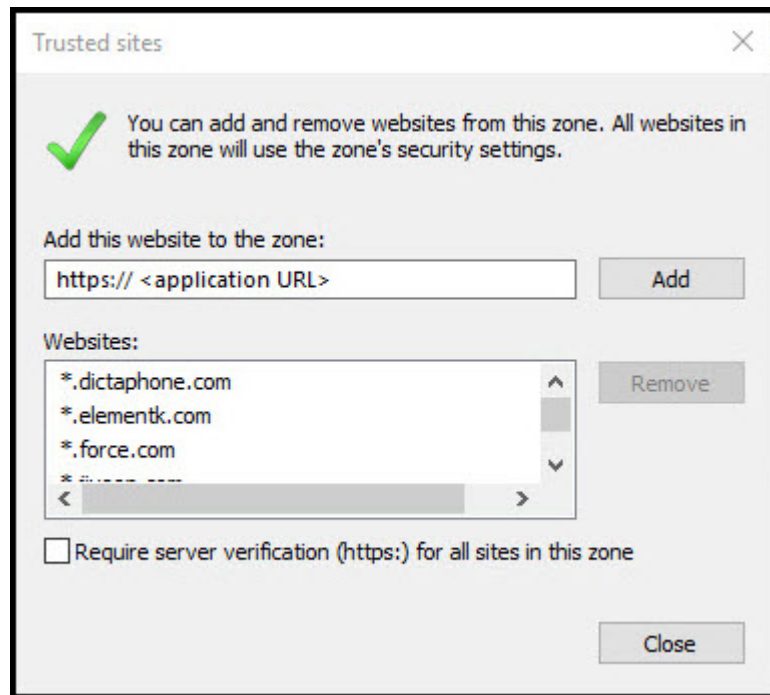 Trusted sites
You can add and remove websites from this zone. All websites in
this zone will use the zone's security settings.
Add this website to the zone:
https:// <application URL>
Add
Websites:
*.dictaphone.com
Remove
*.elementk.com
*.force.com
Require server verification (https:) for all sites in this zone
Close